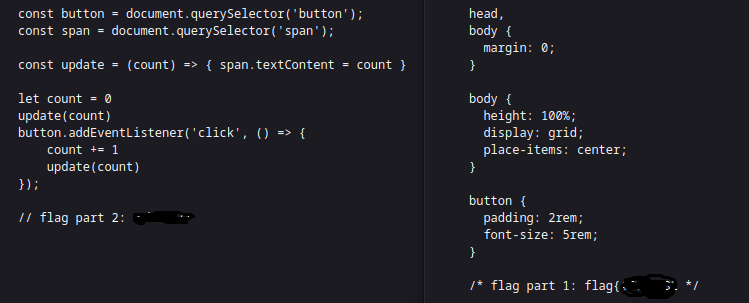 const button = document.querySelector('button');
const span = document.querySelector('span');
const update = (count) => { span.textContent = count }
let count = 0
update(count)
button.addEventListener('click', () => {
    count += 1
    update(count)
});
// flag part 2:
head,
body {
  margin: 0;
}
body {
  height: 100%;
  display: grid;
  place-items: center;
}
button {
  padding: 2rem;
  font-size: 5rem;
}
/* flag part 1: flag{ */